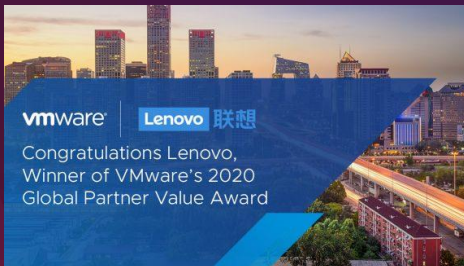 vmware® Lenovo 联想
Congratulations Lenovo,
Winner of VMware's 2020
Global Partner Value Award